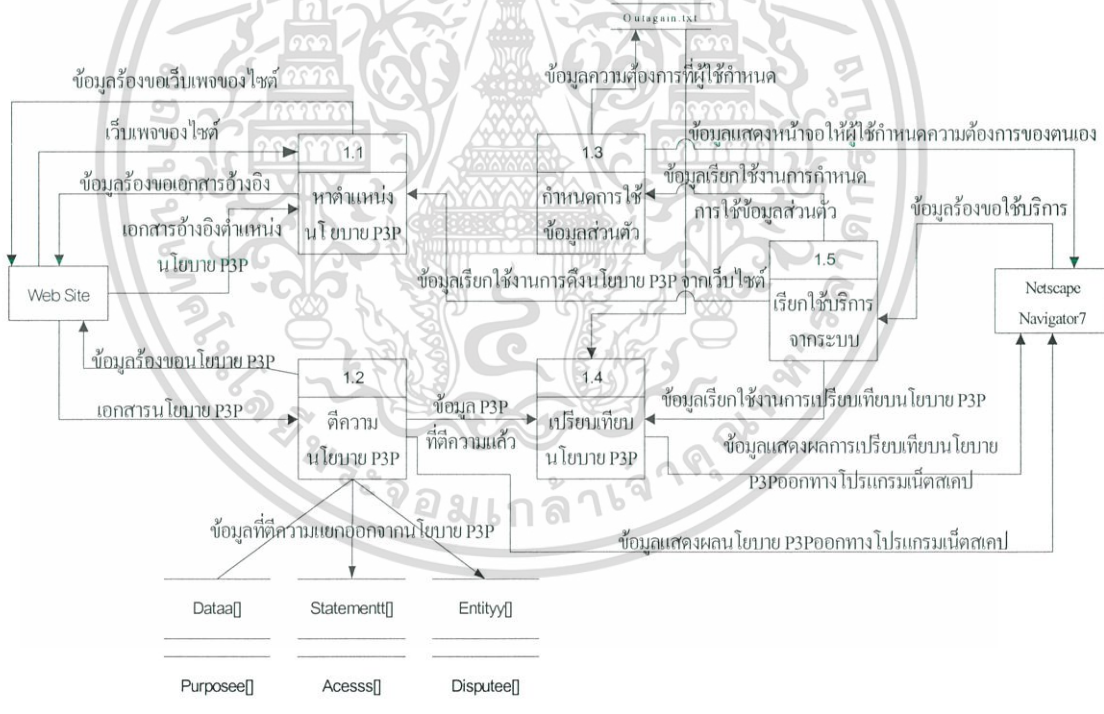 Outagain.txt
ข้อมูลร้องขอเว็บเพจของไซต์
ข้อมูลความต้องการที่ผู้ใช้กำหนด
เว็บเพจของไซต์
1.1
1.3
ข้อมูลแสดงหน้าจอให้ผู้ใช้กำหนดความต้องการของตนเอง
ข้อมูลร้องขอเอกสารอ้างอิง
หาตำแหน่ง
นโยบาย P3P
กำหนดการใช้
ข้อมูลส่วนตัว
ข้อมูลเรียกใช้งานการกำหนด
การใช้ข้อมูลส่วนตัว
ข้อมูลร้องขอใช้บริการ
เอกสารอ้างอิงตำแหน่ง
นโยบาย P3P
1.5
เรียกใช้บริการ
จากระบบ
ข้อมูลเรียกใช้งานการดึงนโยบาย P3P จากเว็บไซต์
Web Site
Netscape
Navigator7
ข้อมูลร้องขอนโยบาย P3P
1.2
1.4
เอกสารนโยบาย P3P
ตีความ
นโยบาย P3P
ข้อมูล P3P
ที่ตีความแล้ว
เปรียบเทียบ
นโยบาย P3P
ข้อมูลเรียกใช้งานการเปรียบเทียบนโยบาย P3P
ข้อมูลแสดงผลการเปรียบเทียบนโยบาย
P3Pออกทางโปรแกรมเน็ตสเคป
ข้อมูลที่ตีความแยกออกจากนโยบาย P3P
ข้อมูลแสดงผลนโยบาย P3Pออกทางโปรแกรมเน็ตสเคป
Dataa[]
Statementt[]
Entityy[]
Purposee[]
Acesss[]
Disputee[]